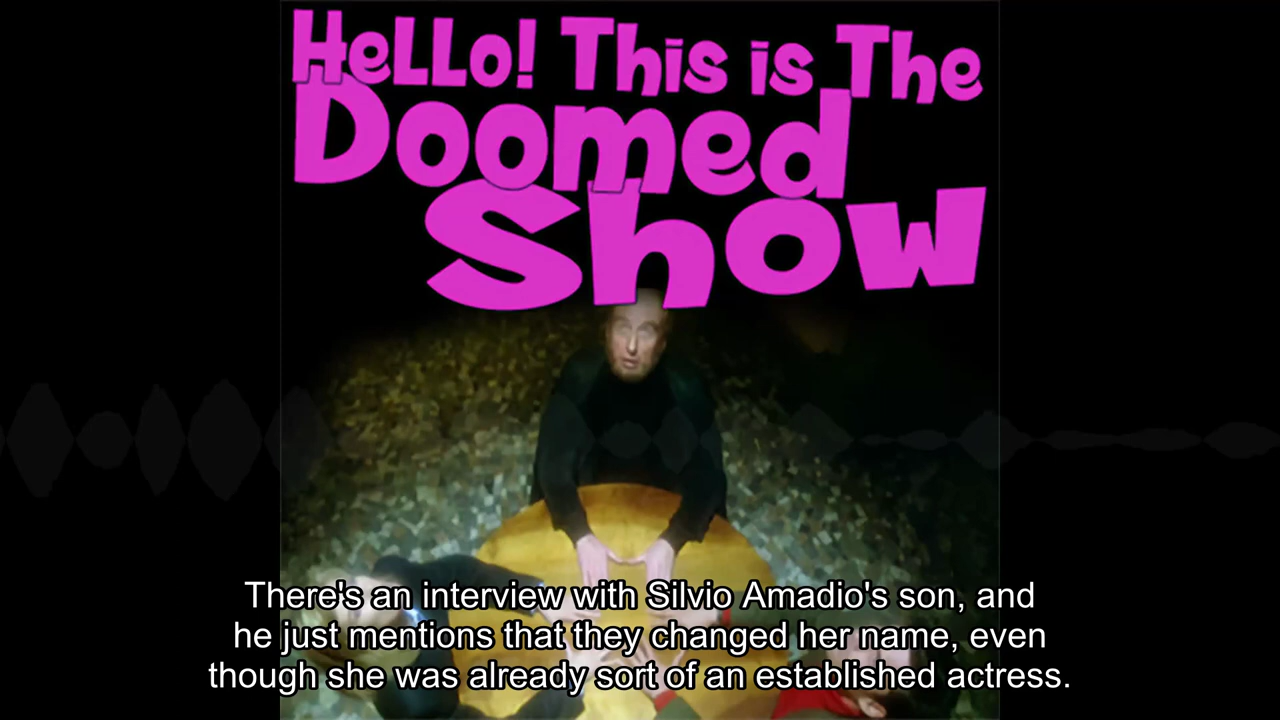 HeLLo! This is The
Doomed
Show
There's an interview with Silvio Amadio's son, and
he just mentions that they changed her name, even
though she was already sort of an established actress.